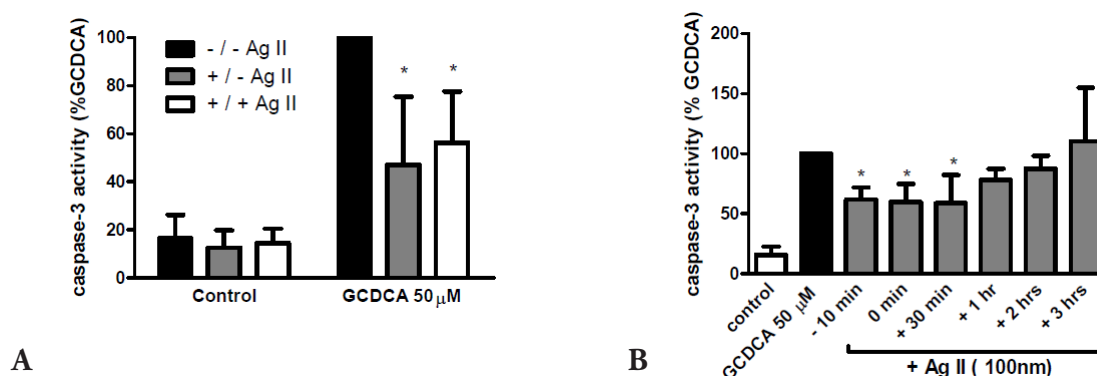 caspase-3 activity (%GCDCA)
100
80
60
40
20
0
- / - Ag II
+ / - Ag II
+ / + Ag II
* *
Control GCDCA 50 μM
A
caspase-3 activity (% GCDCA)
200
150
100
50
0
* * *
control
GCDCA 50 μM
- 10 min
0 min
+ 30 min
+ 1 hr
+ 2 hrs
+ 3 hrs
+ Ag II ( 100nm)
B